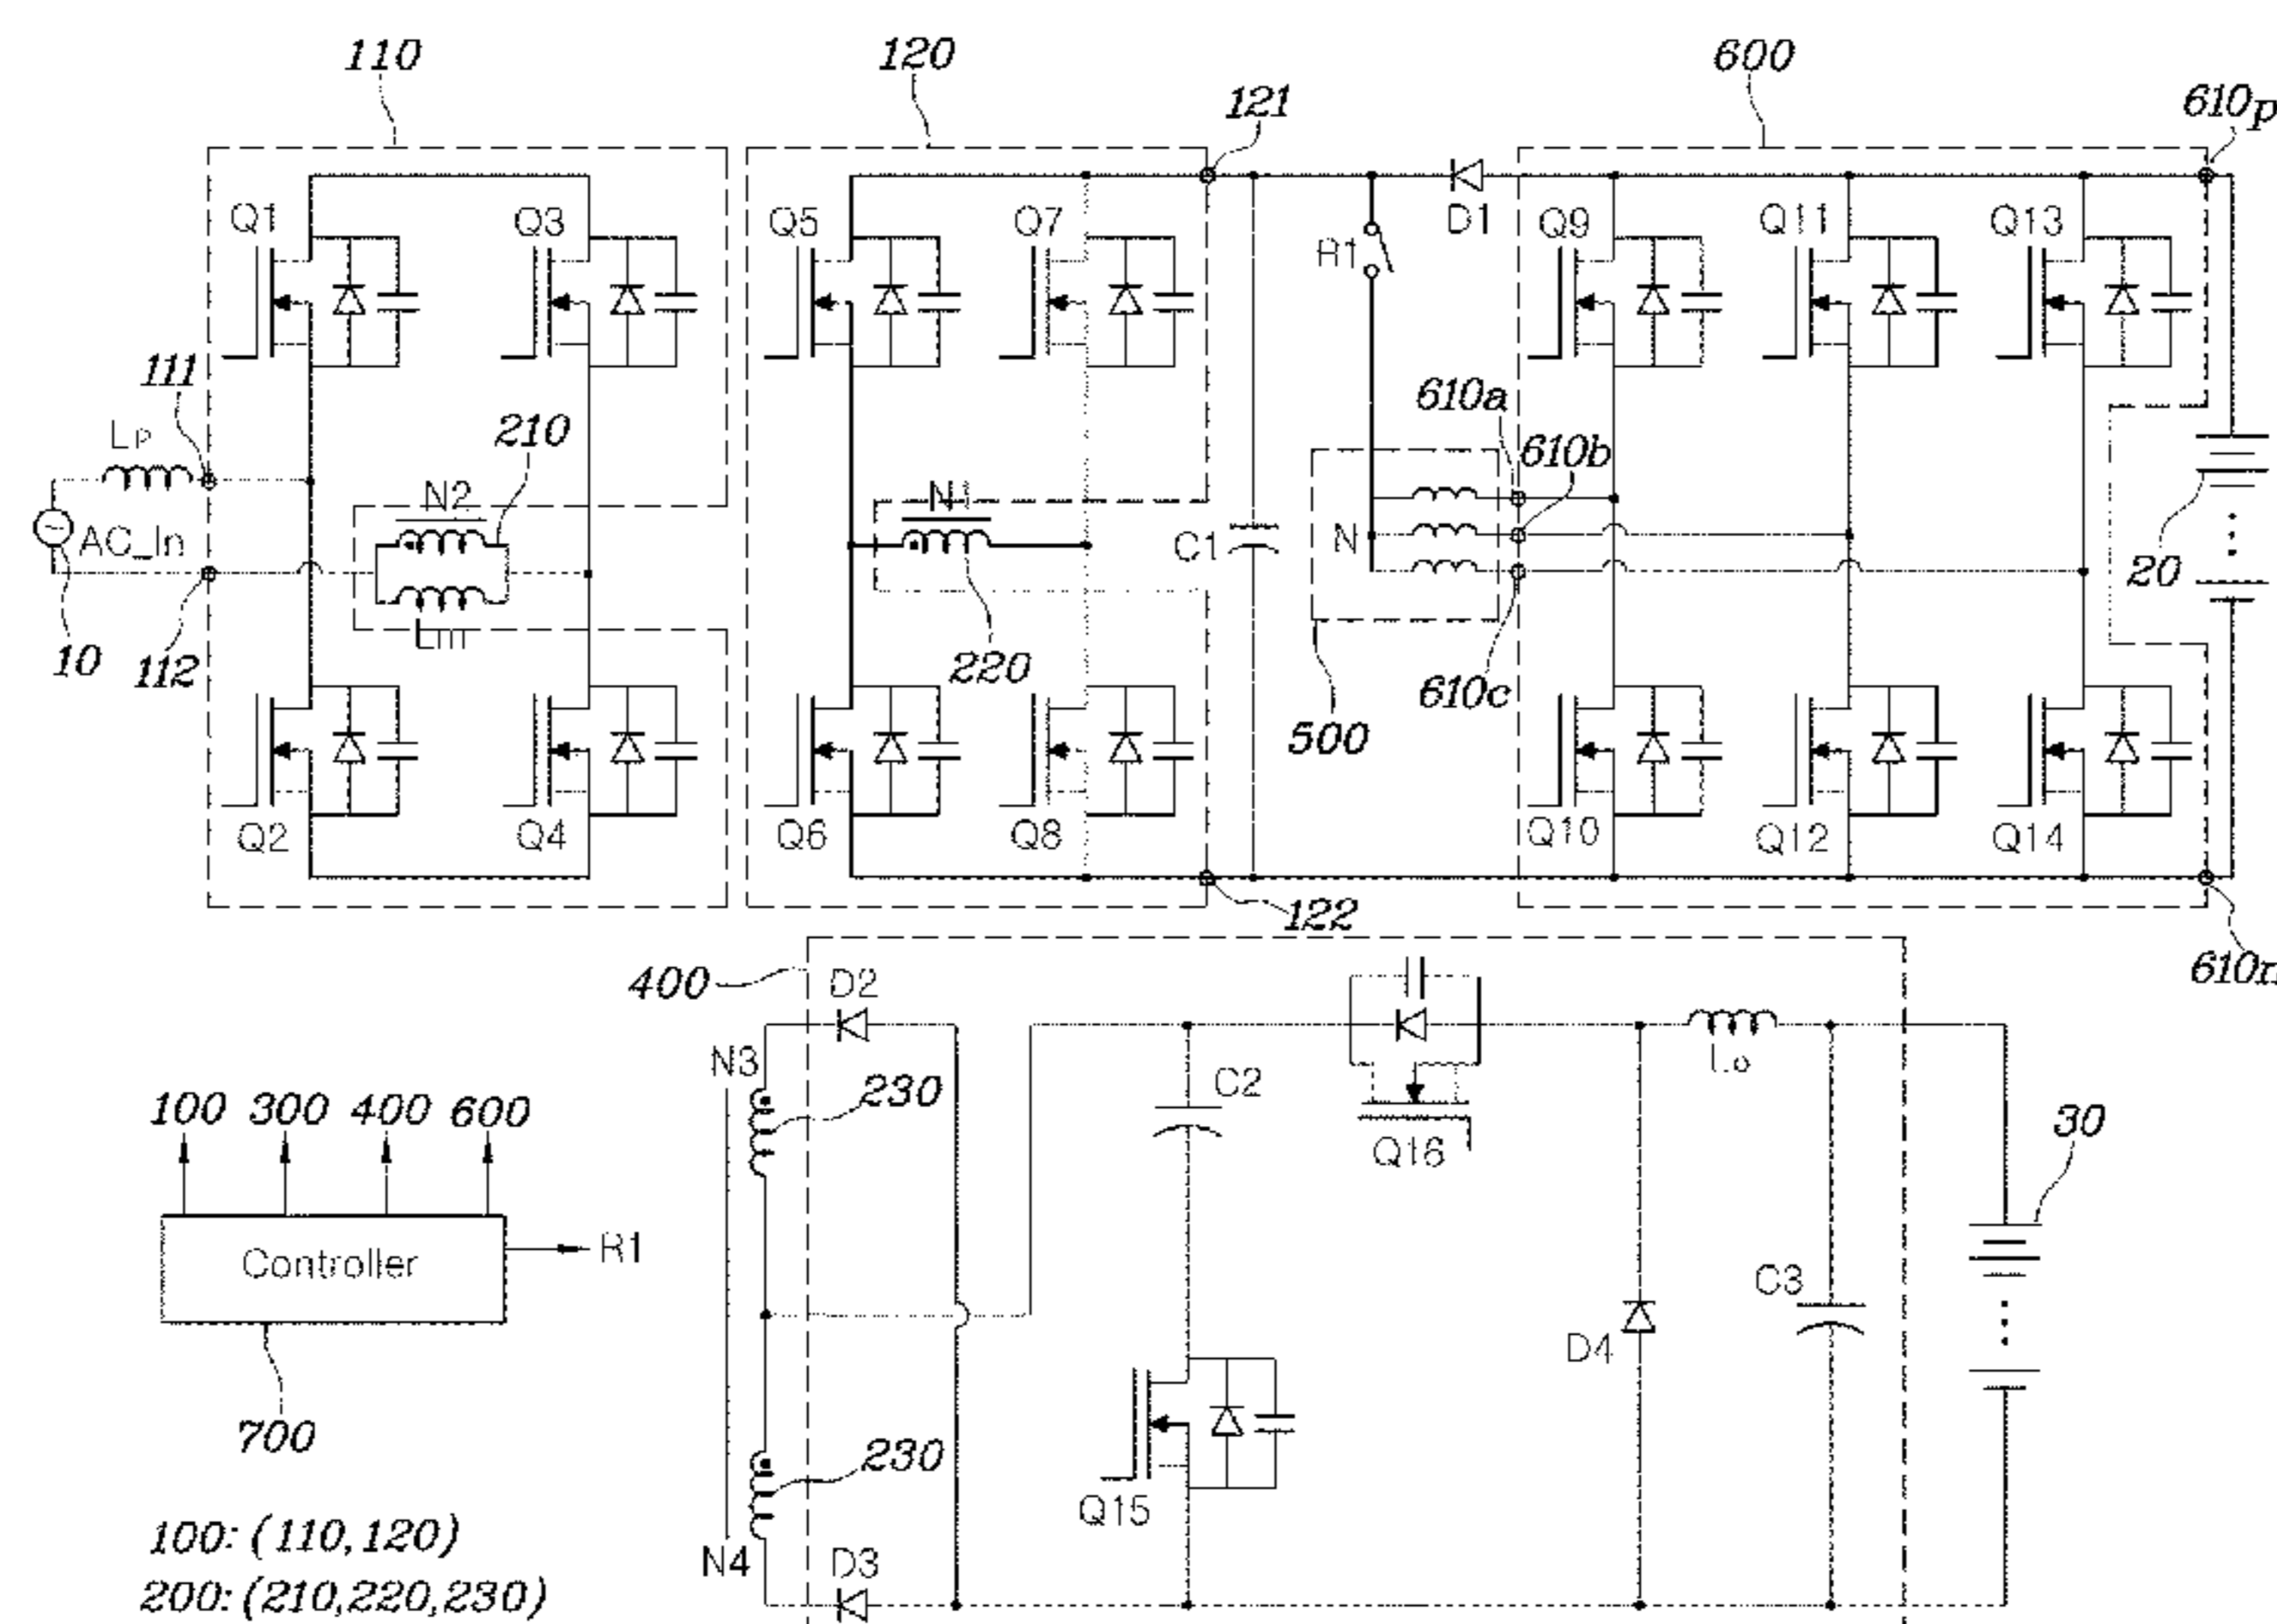 110 120 600
121 610p
Q1 Q3 Q5 Q7 D1 Q9 Q11 Q13
R1
111
Lp 210 610a 610b
N2 N1
AC_In C1 N 20
Lm
10 112 220 610c
500
Q2 Q4 Q6 Q8 Q10 Q12 Q14
122
400 D2 610n
N3 C2 Lo
100 300 400 600 230 30
Q16
Controller R1
C3
D4
700 230
Q15
100: (110,120) N4 D3
200: (210,220,230)